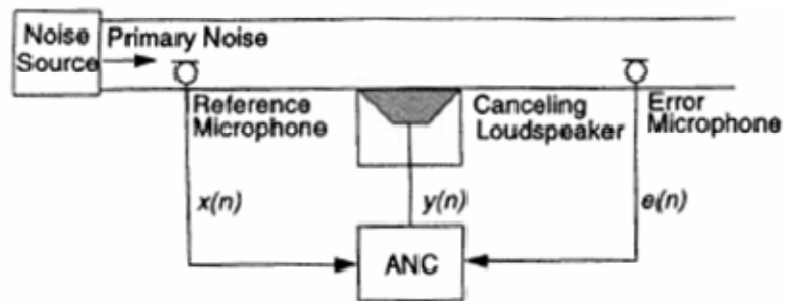 Noise
Source
Primary Noise
Reference
Microphone
Canceling
Loudspeaker
Error
Microphone
x(n)
y(n)
e(n)
ANC